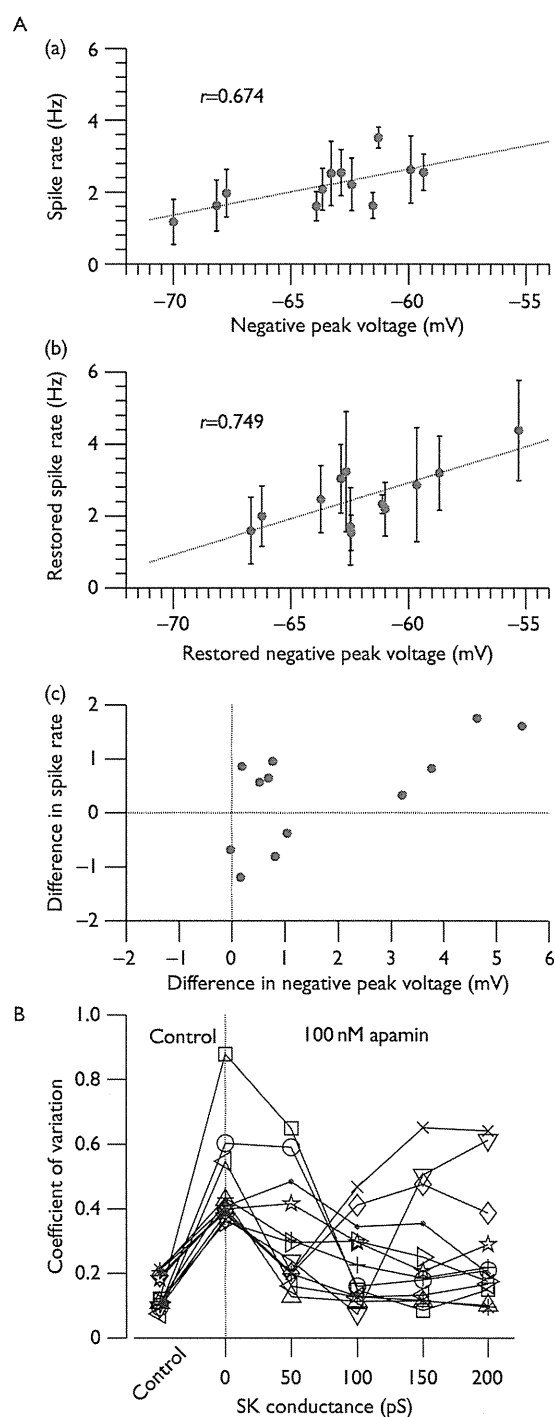 A
(a)
6
4
2
0
Spike rate (Hz)
r=0.674
−70
−65
−60
−55
Negative peak voltage (mV)
(b)
6
4
2
0
Restored spike rate (Hz)
r=0.749
−70
−65
−60
−55
Restored negative peak voltage (mV)
(c)
2
1
0
−1
−2
Difference in spike rate
−2
−1
0
1
2
3
4
5
6
Difference in negative peak voltage (mV)
B
1.0
0.8
0.6
0.4
0.2
0
Coefficient of variation
Control
100 nM apamin
Control
0
50
100
150
200
SK conductance (pS)